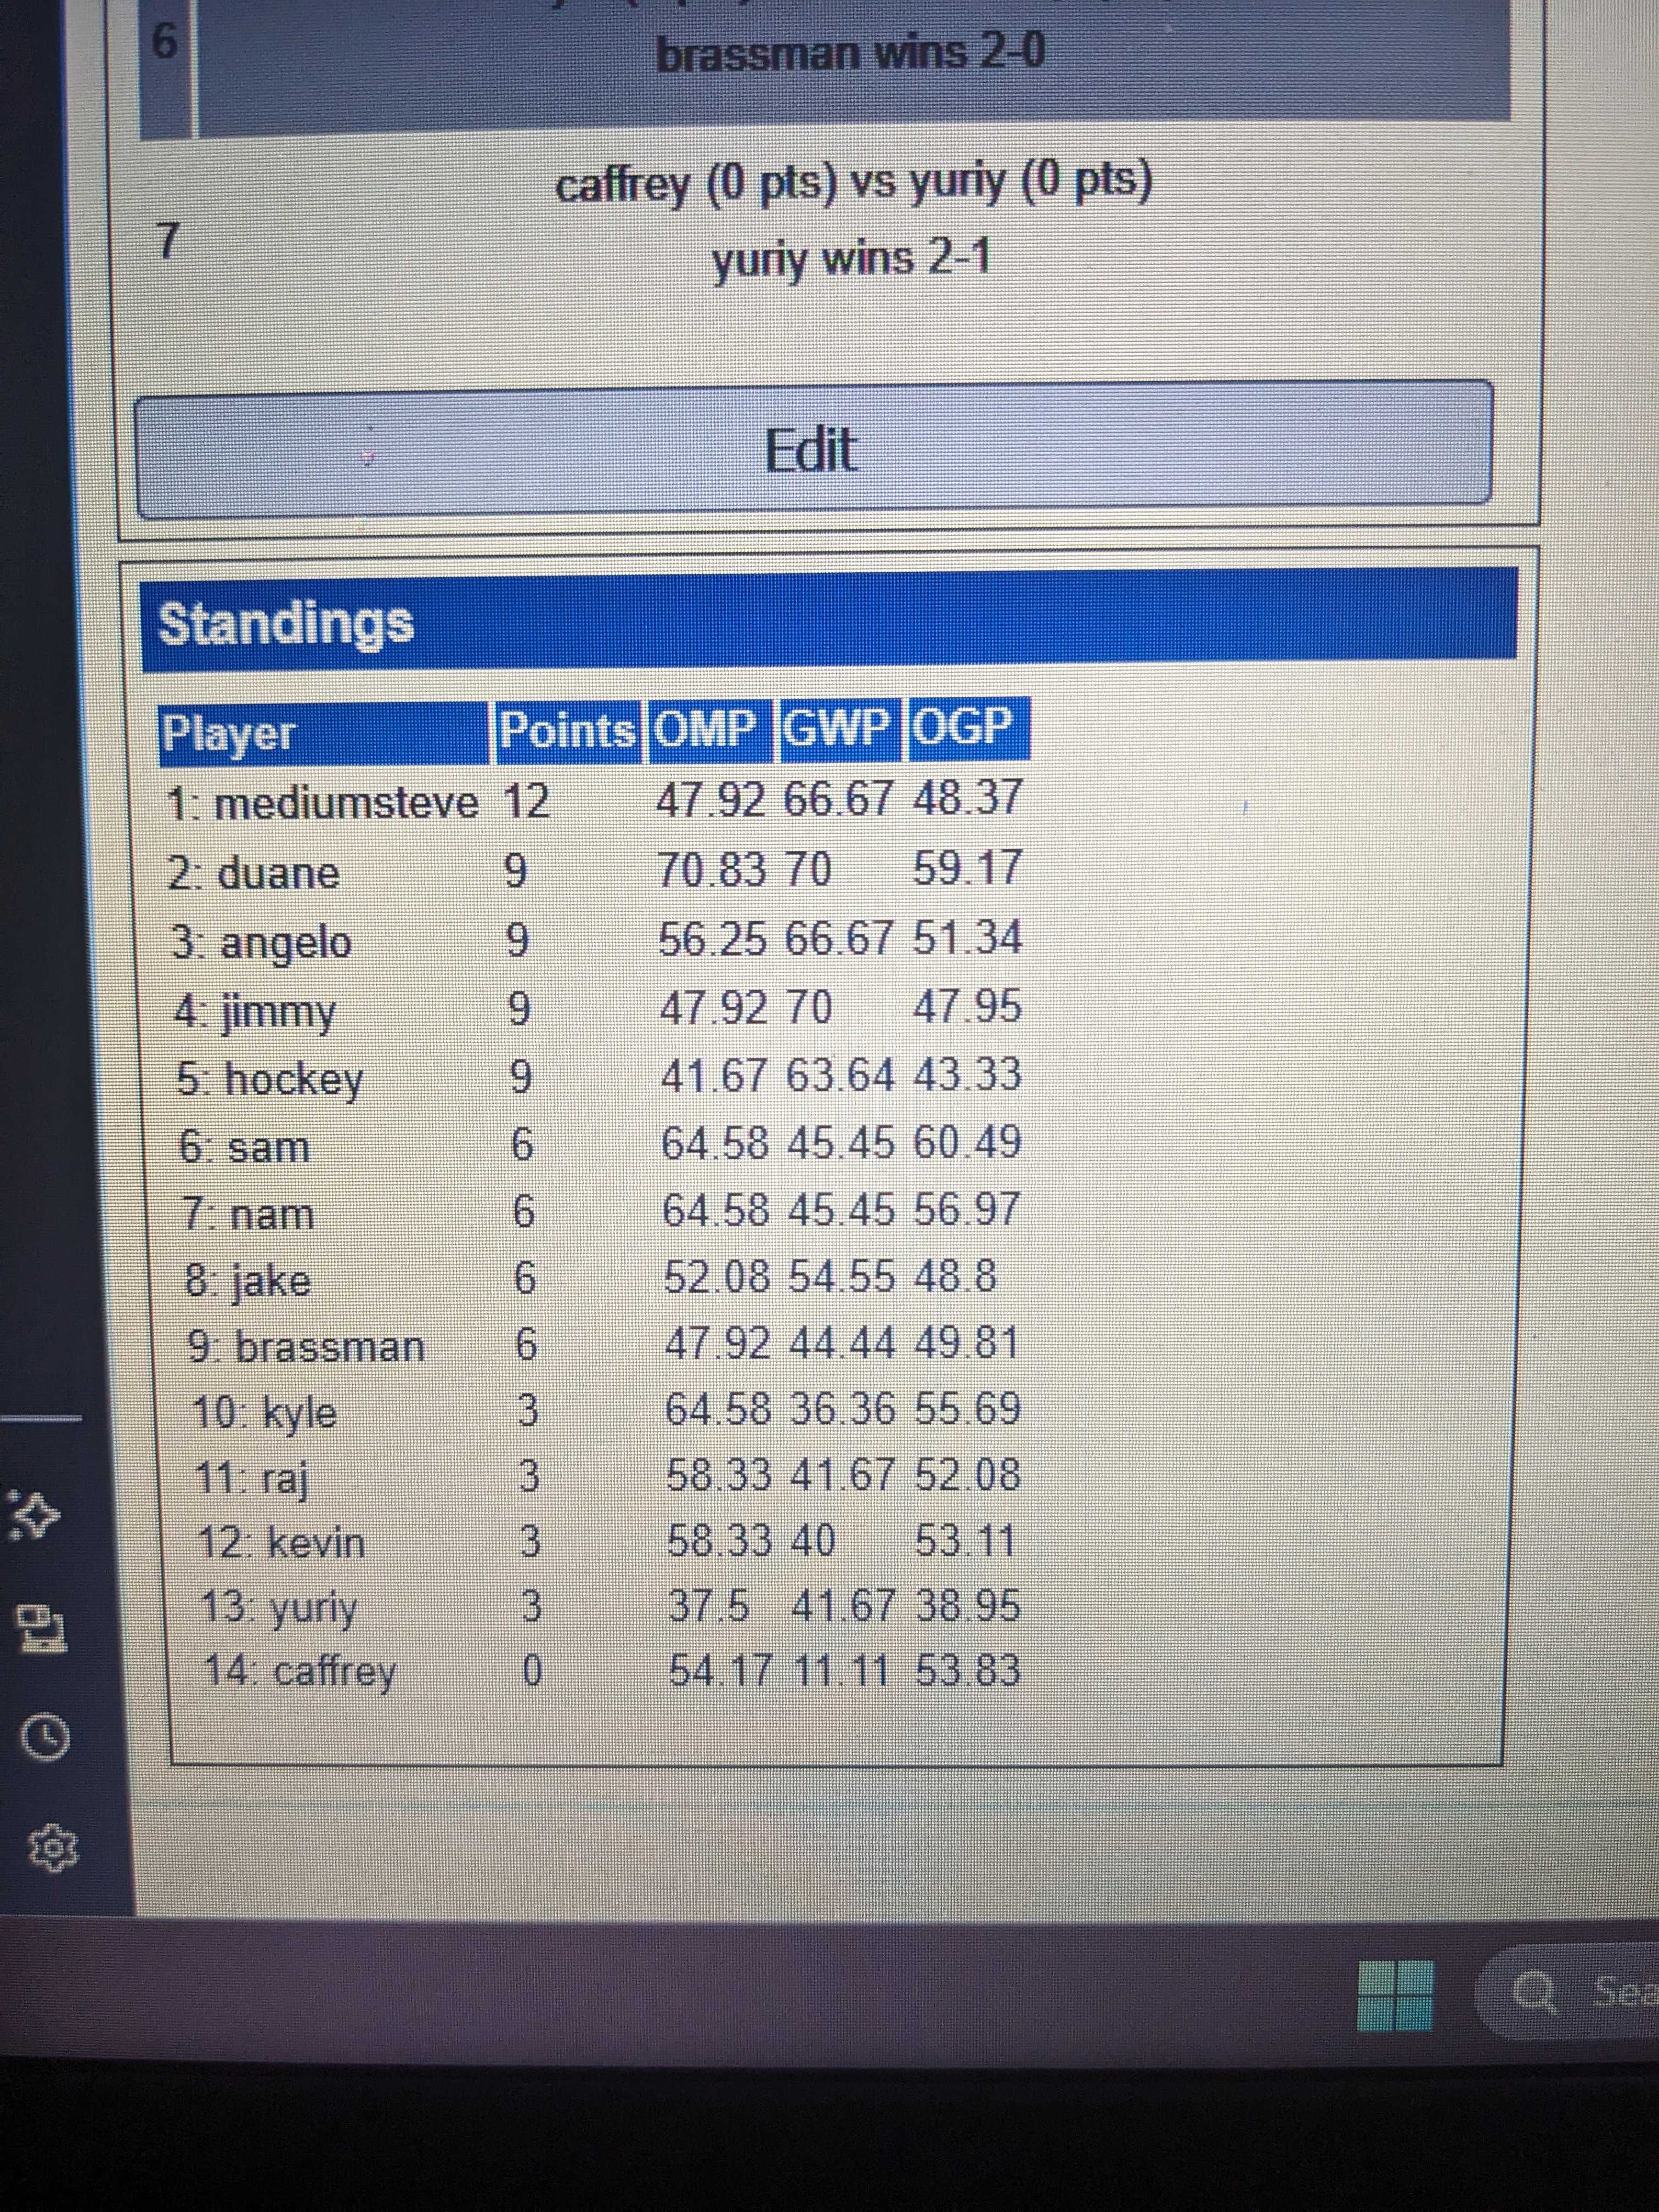 6
brassman wins 2-0
caffrey (0 pts) vs yuriy (0 pts)
7
yuriy wins 2-1
Edit
Standings
Player Points OMP GWP OGP
1: mediumsteve 12 47.92 66.67 48.37
2: duane 9 70.83 70 59.17
3: angelo 9 56.25 66.67 51.34
4: jimmy 9 47.92 70 47.95
5: hockey 9 41.67 63.64 43.33
6: sam 6 64.58 45.45 60.49
7: nam 6 64.58 45.45 56.97
8: jake 6 52.08 54.55 48.8
9: brassman 6 47.92 44.44 49.81
10: kyle 3 64.58 36.36 55.69
11: raj 3 58.33 41.67 52.08
12: kevin 3 58.33 40 53.11
13: yuriy 3 37.5 41.67 38.95
14: caffrey 0 54.17 11.11 53.83